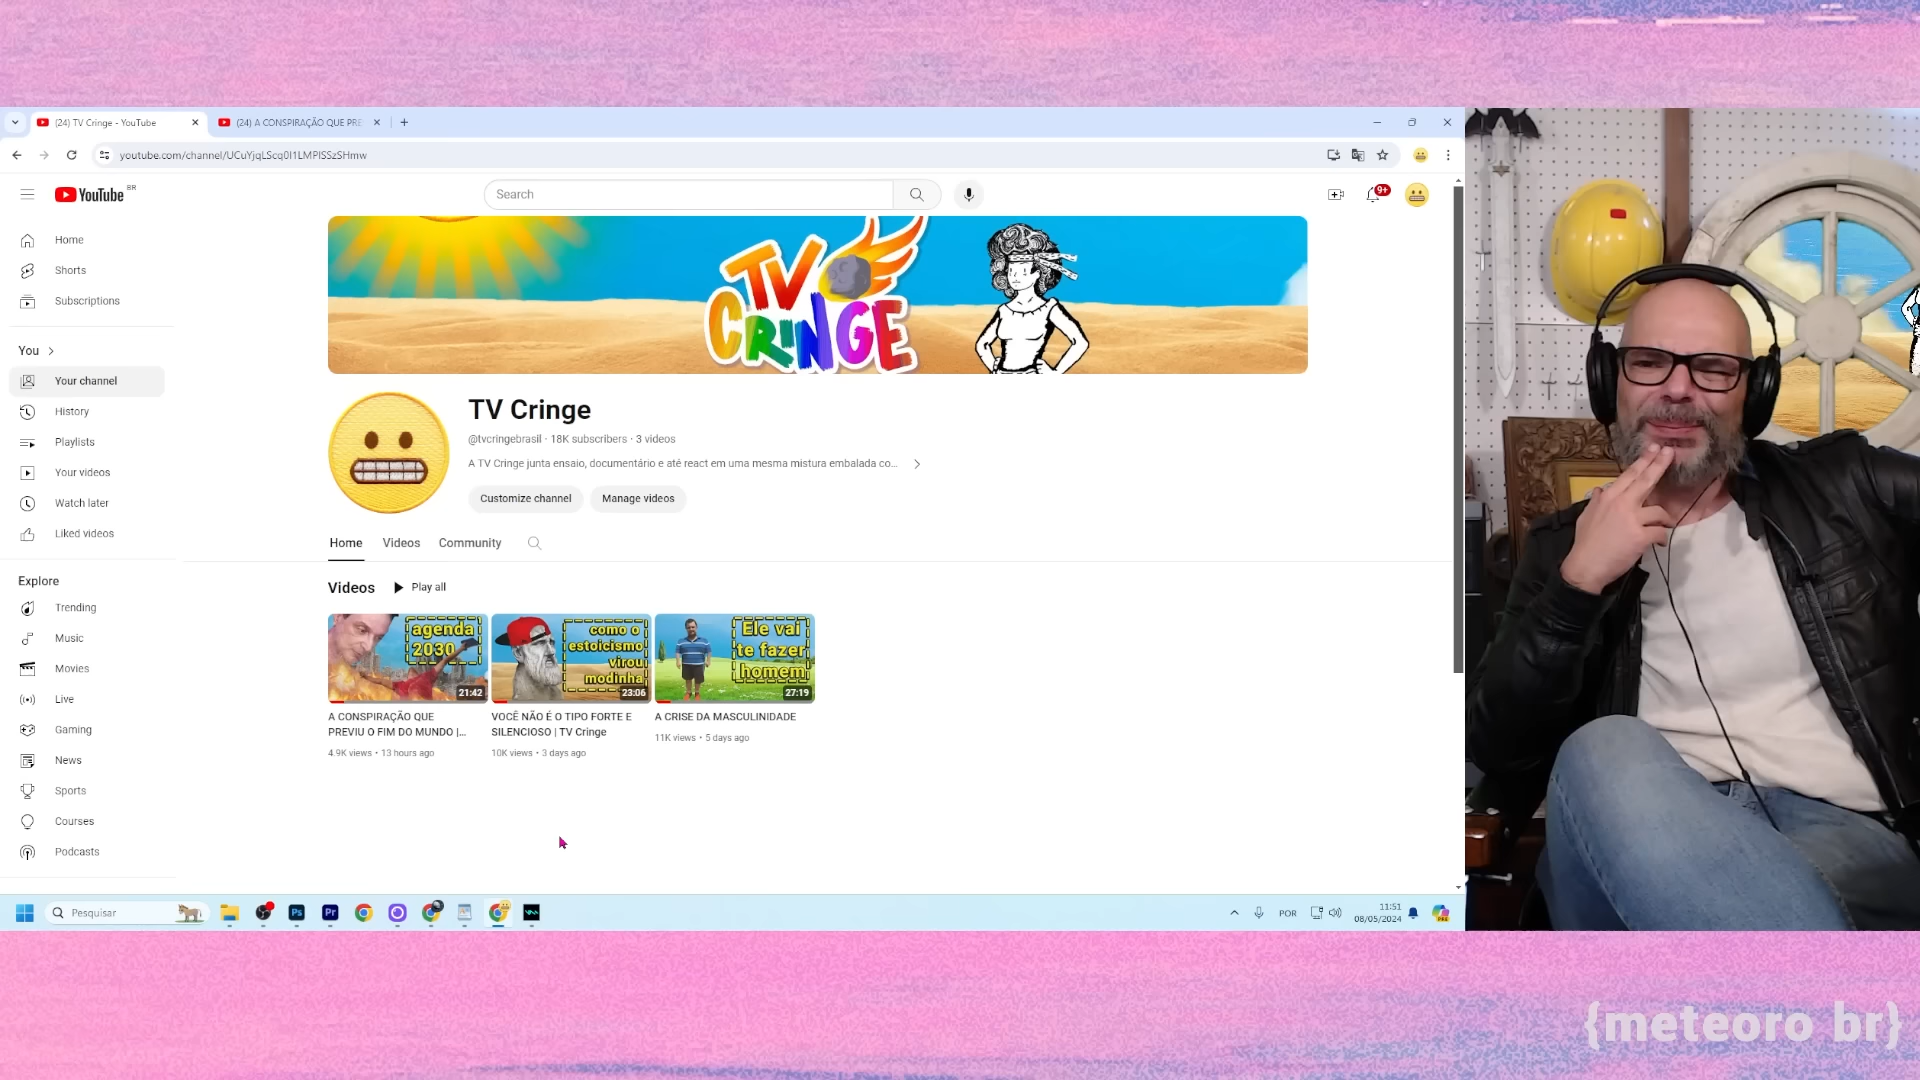 (24) TV Cringe - YouTube
(24) A CONSPIRAÇÃO QUE PRE
youtube.com/channel/UCuYjqLScq0I1LMPISSzSHmw
YouTube BR
Search
9+
Home
Shorts
Subscriptions
You
Your channel
History
Playlists
Your videos
Watch later
Liked videos
Explore
Trending
Music
Movies
Live
Gaming
News
Sports
Courses
Podcasts
TV
CRINGE
TV Cringe
@tvcringebrasil · 18K subscribers · 3 videos
A TV Cringe junta ensaio, documentário e até react em uma mesma mistura embalada co...
Customize channel
Manage videos
Home Videos Community
Videos
Play all
agenda
2030
21:42
A CONSPIRAÇÃO QUE
PREVIU O FIM DO MUNDO |...
4.9K views • 13 hours ago
como o
estoicismo
virou
modinha
23:06
VOCÊ NÃO É O TIPO FORTE E
SILENCIOSO | TV Cringe
10K views • 3 days ago
Ele vai
te fazer
homem
27:19
A CRISE DA MASCULINIDADE
11K views • 5 days ago
Pesquisar
Ps
Pr
POR
11:51
08/05/2024
{meteoro br}